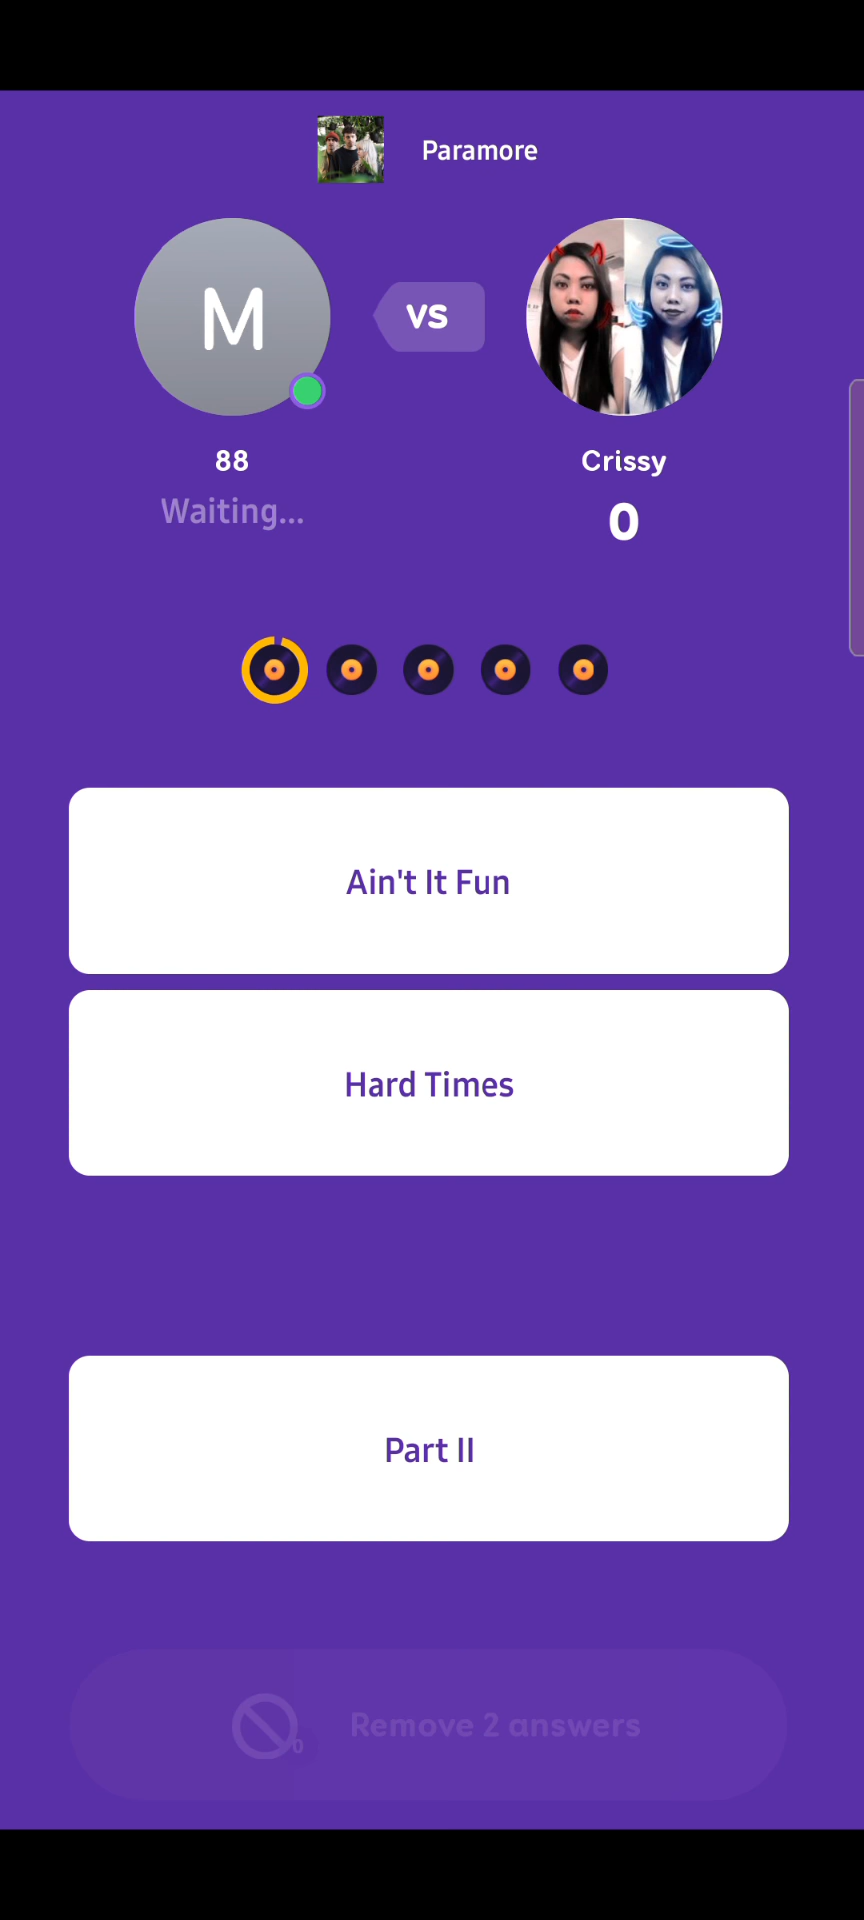 Paramore
M
VS
88
Crissy
Waiting...
0
Ain't It Fun
Hard Times
Part II
0
Remove 2 answers